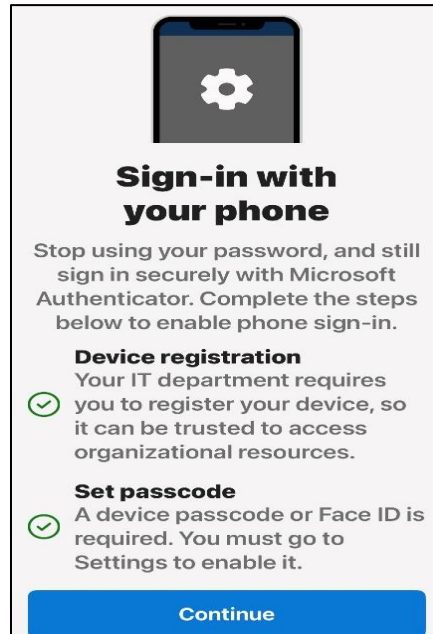 Sign-in with
your phone
Stop using your password, and still
sign in securely with Microsoft
Authenticator. Complete the steps
below to enable phone sign-in.
Device registration
Your IT department requires
you to register your device, so
it can be trusted to access
organizational resources.
Set passcode
A device passcode or Face ID is
required. You must go to
Settings to enable it.
Continue